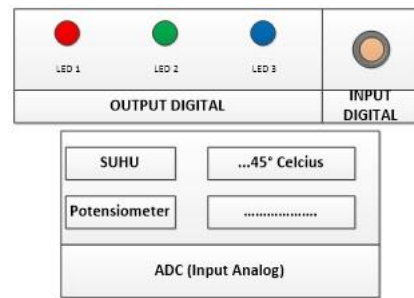 LED 1
LED 2
LED 3
OUTPUT DIGITAL
INPUT
DIGITAL
SUHU
...45° Celcius
Potensiometer
...................
ADC (Input Analog)